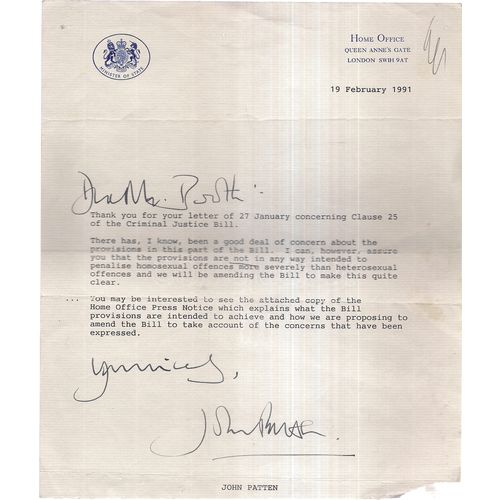 MINISTER OF STATE
HOME OFFICE
QUEEN ANNE'S GATE
LONDON SW1H 9AT
19 February 1991
Dear Mr. Booth :-
Thank you for your letter of 27 January concerning Clause 25
of the Criminal Justice Bill.
There has, I know, been a good deal of concern about the
provisions in this part of the Bill. I can, however, assure
you that the provisions are not in any way intended to
penalise homosexual offences more severely than heterosexual
offences and we will be amending the Bill to make this quite
clear.
... You may be interested to see the attached copy of the
Home Office Press Notice which explains what the Bill
provisions are intended to achieve and how we are proposing to
amend the Bill to take account of the concerns that have been
expressed.
John Patten
JOHN PATTEN